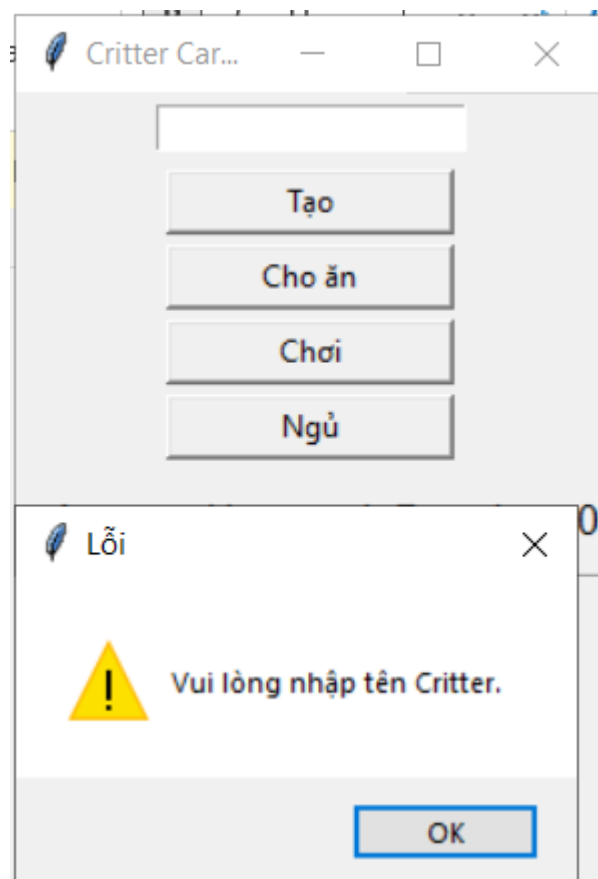 Critter Car...
Tạo
Cho ăn
Chơi
Ngủ
Lỗi
Vui lòng nhập tên Critter.
OK